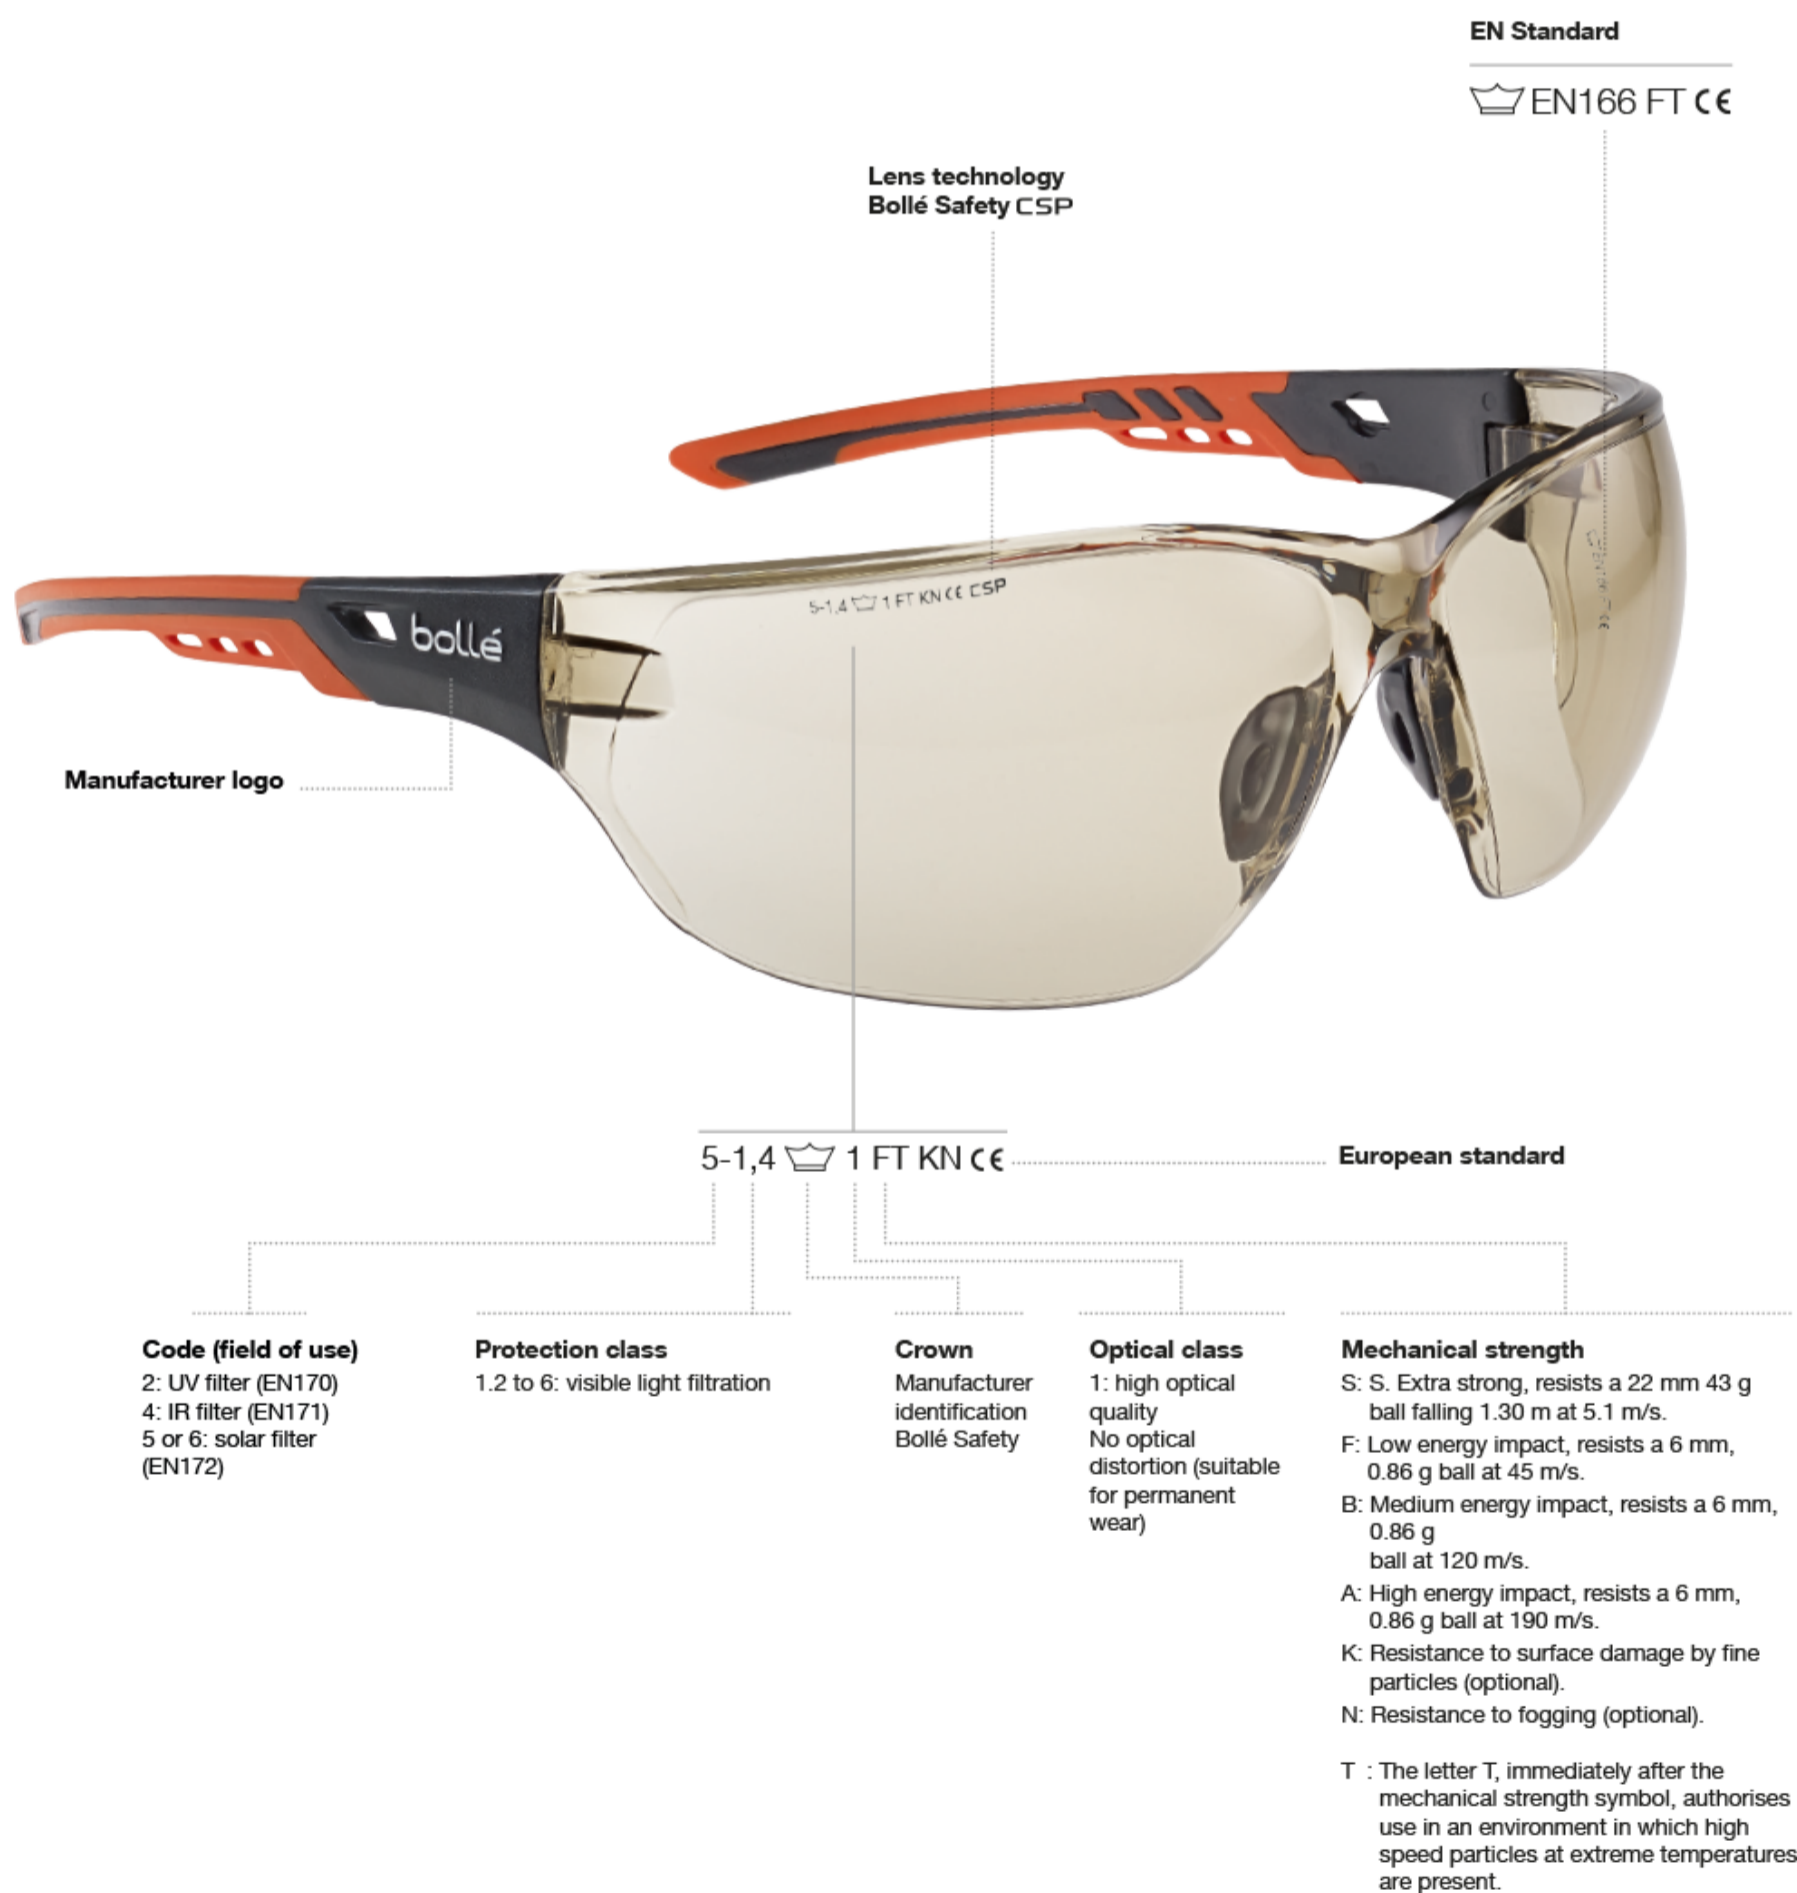 EN Standard
EN166 FT CE
Lens technology
Bollé Safety CSP
5-1,4 1 FT KN CE CSP
bollé
Manufacturer logo
5-1,4 1 FT KN CE
European standard
Code (field of use)
2: UV filter (EN170)
4: IR filter (EN171)
5 or 6: solar filter
(EN172)
Protection class
1.2 to 6: visible light filtration
Crown
Manufacturer
identification
Bollé Safety
Optical class
1: high optical
quality
No optical
distortion (suitable
for permanent
wear)
Mechanical strength
S: S. Extra strong, resists a 22 mm 43 g
ball falling 1.30 m at 5.1 m/s.
F: Low energy impact, resists a 6 mm,
0.86 g ball at 45 m/s.
B: Medium energy impact, resists a 6 mm,
0.86 g
ball at 120 m/s.
A: High energy impact, resists a 6 mm,
0.86 g ball at 190 m/s.
K: Resistance to surface damage by fine
particles (optional).
N: Resistance to fogging (optional).
T : The letter T, immediately after the
mechanical strength symbol, authorises
use in an environment in which high
speed particles at extreme temperatures
are present.